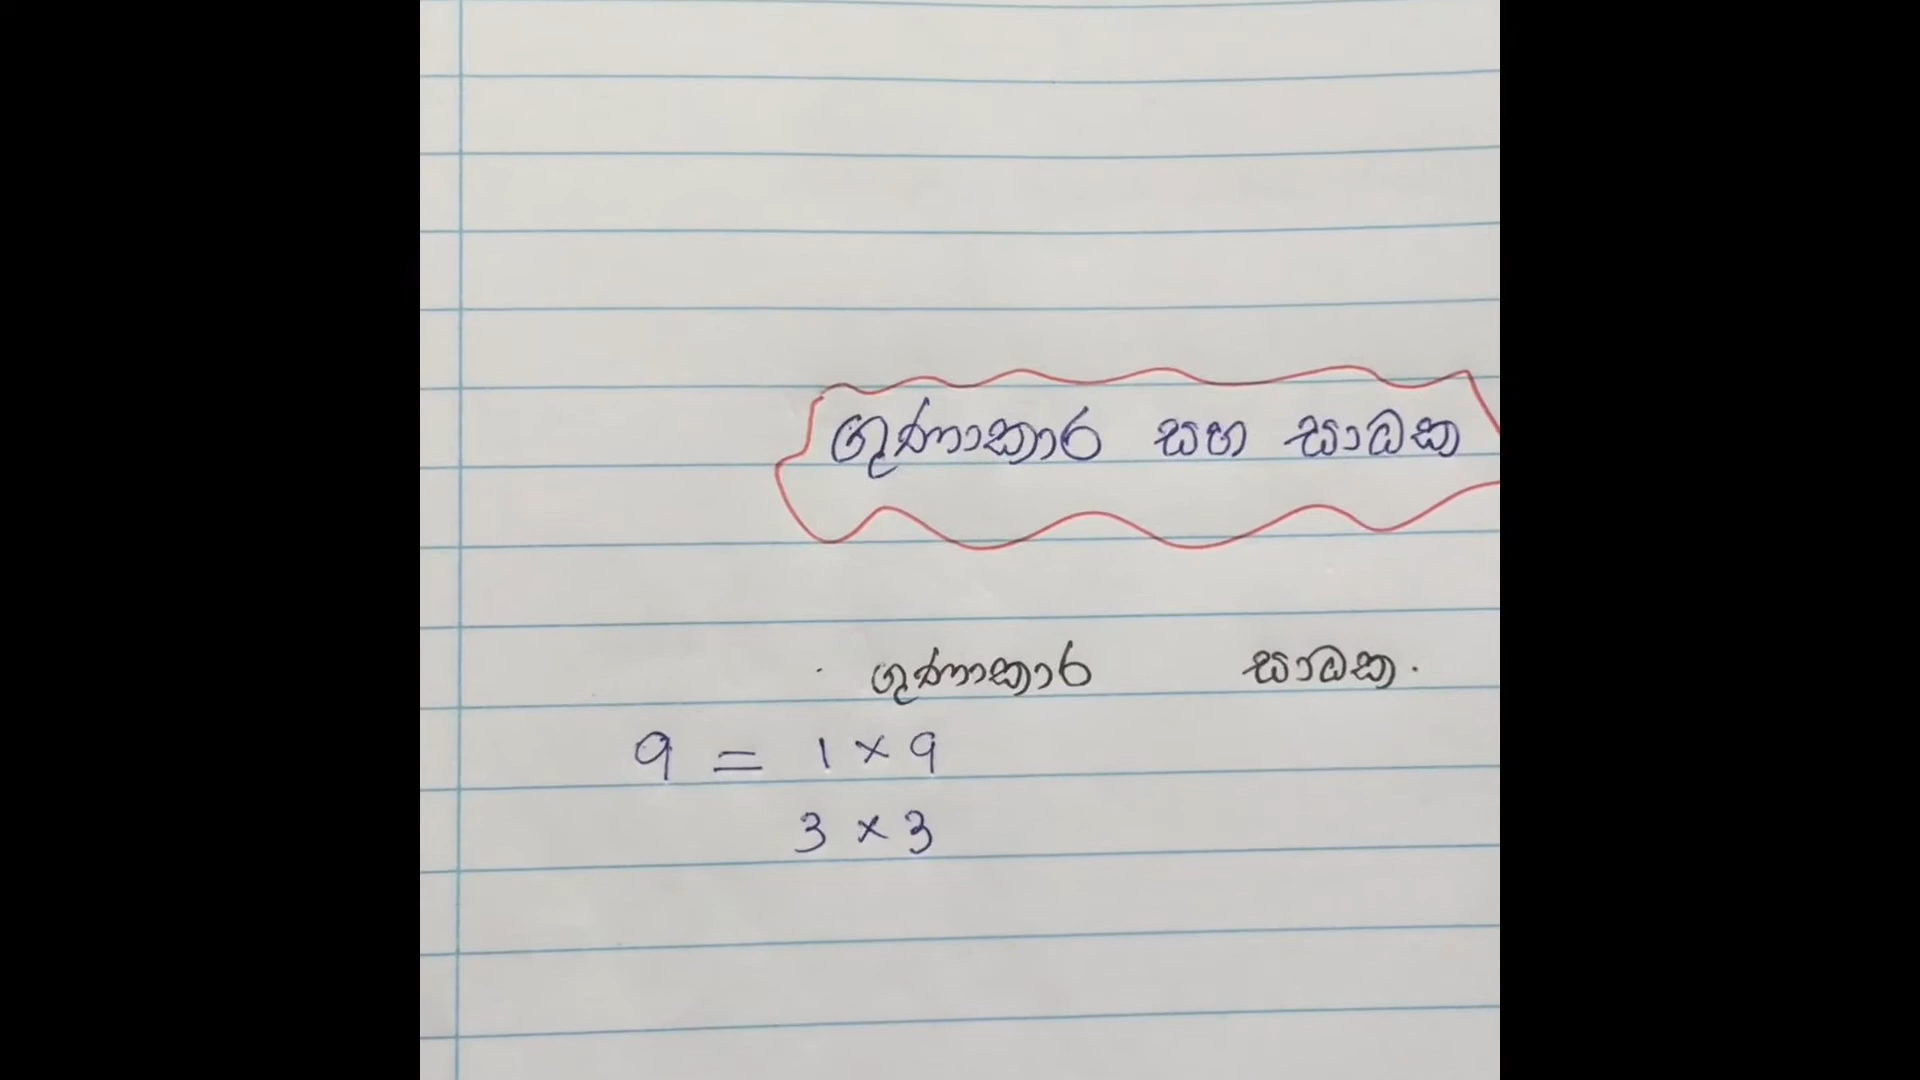 ගුණාකාර සහ සාධක
ගුණාකාර සාධක.
9 = 1 × 9
3 × 3